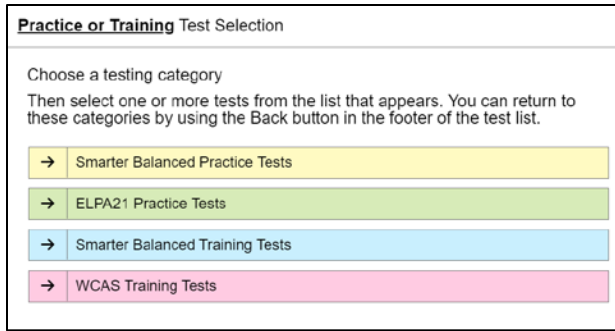 Practice or Training Test Selection
Choose a testing category
Then select one or more tests from the list that appears. You can return to
these categories by using the Back button in the footer of the test list.
→ Smarter Balanced Practice Tests
→ ELPA21 Practice Tests
→ Smarter Balanced Training Tests
→ WCAS Training Tests